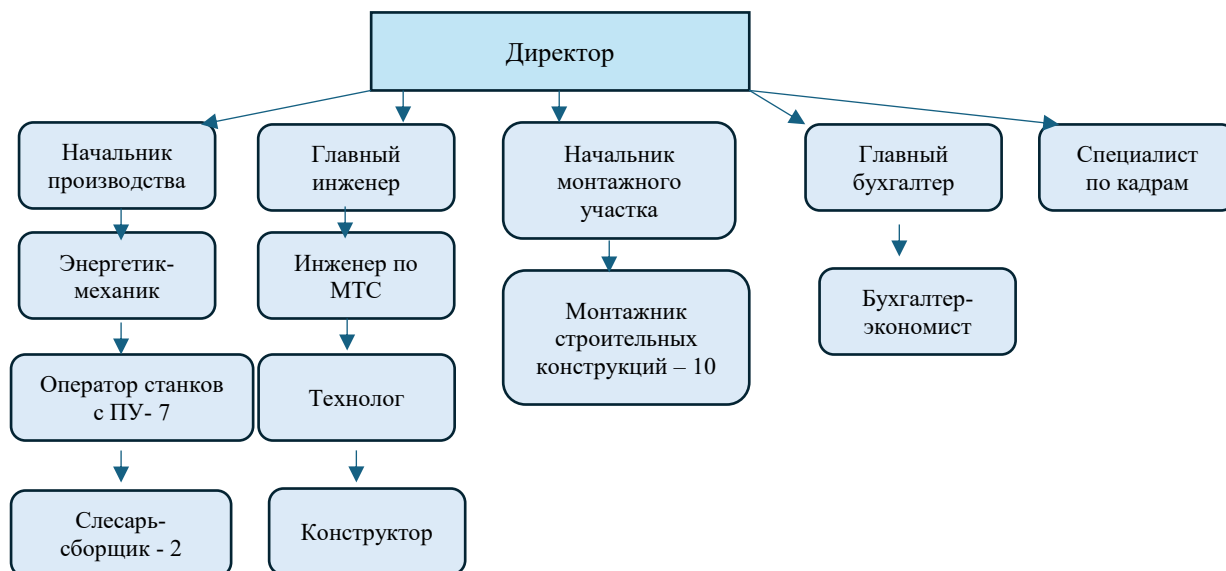 Директор
Начальник
производства
Главный
инженер
Начальник
монтажного
участка
Главный
бухгалтер
Специалист
по кадрам
Энергетик-
механик
Инженер по
МТС
Монтажник
строительных
конструкций – 10
Бухгалтер-
экономист
Оператор станков
с ПУ- 7
Технолог
Слесарь-
сборщик - 2
Конструктор